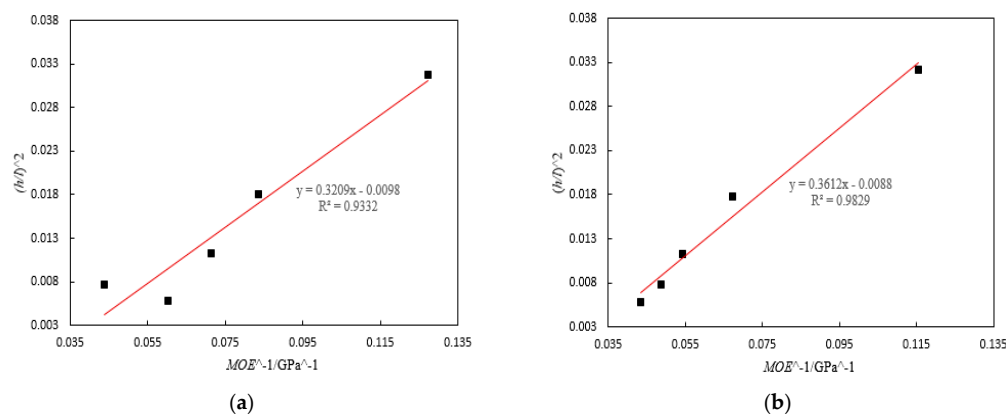 0.038
0.033
0.028
0.023
0.018
0.013
0.008
0.003
(h/l)^2
y = 0.3209x - 0.0098
R² = 0.9332
0.035
0.055
0.075
0.095
0.115
0.135
MOE^-1/GPa^-1
(a)
0.038
0.033
0.028
0.023
0.018
0.013
0.008
0.003
(h/l)^2
y = 0.3612x - 0.0088
R² = 0.9829
0.035
0.055
0.075
0.095
0.115
0.135
MOE^-1/GPa^-1
(b)